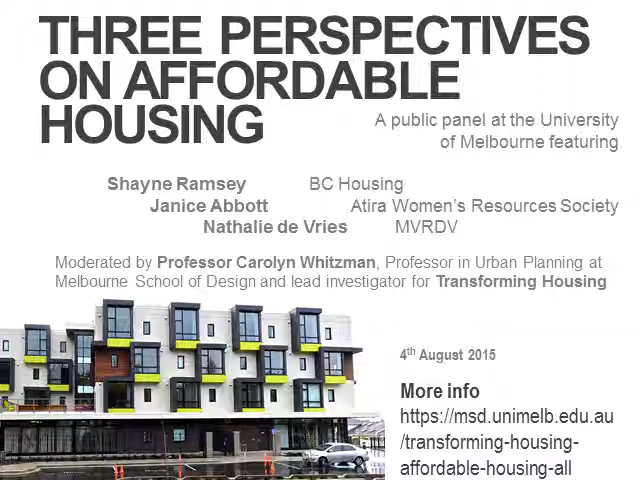 THREE PERSPECTIVES
ON AFFORDABLE
HOUSING
A public panel at the University
of Melbourne featuring
Shayne Ramsey BC Housing
Janice Abbott Atira Women's Resources Society
Nathalie de Vries MVRDV
Moderated by Professor Carolyn Whitzman, Professor in Urban Planning at
Melbourne School of Design and lead investigator for Transforming Housing
4th August 2015
More info
https://msd.unimelb.edu.au
/transforming-housing-
affordable-housing-all